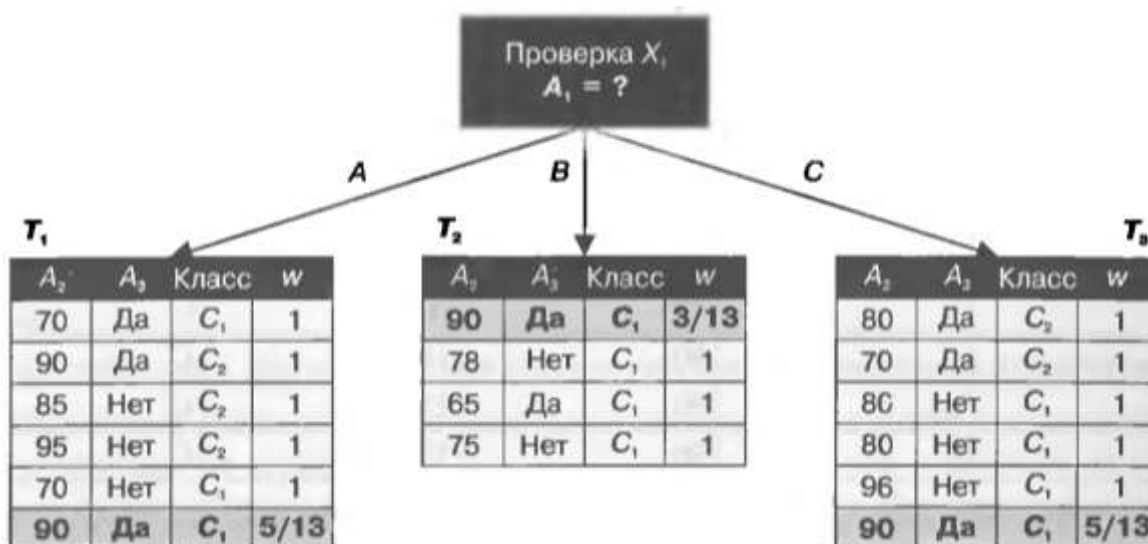 Проверка X₁
A₁ = ?
A B C
T₁ T₂ T₃
A₂ A₃ Класс w
70 Да C₁ 1
90 Да C₂ 1
85 Нет C₂ 1
95 Нет C₂ 1
70 Нет C₁ 1
90 Да C₁ 5/13
A₂ A₃ Класс w
90 Да C₁ 3/13
78 Нет C₁ 1
65 Да C₁ 1
75 Нет C₁ 1
A₂ A₃ Класс w
80 Да C₂ 1
70 Да C₂ 1
80 Нет C₁ 1
80 Нет C₁ 1
96 Нет C₁ 1
90 Да C₁ 5/13